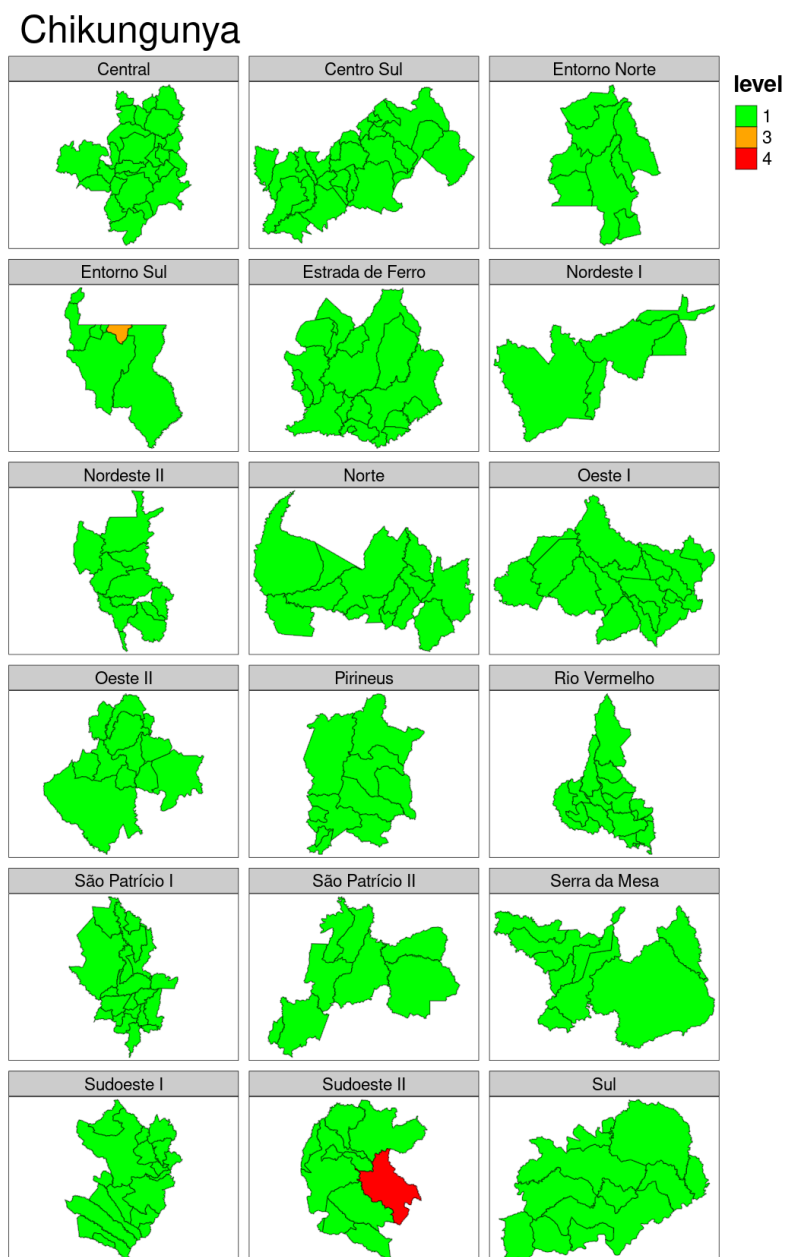 Chikungunya
Central
Centro Sul
Entorno Norte
level
1
3
4
Entorno Sul
Estrada de Ferro
Nordeste I
Nordeste II
Norte
Oeste I
Oeste II
Pirineus
Rio Vermelho
São Patrício I
São Patrício II
Serra da Mesa
Sudoeste I
Sudoeste II
Sul